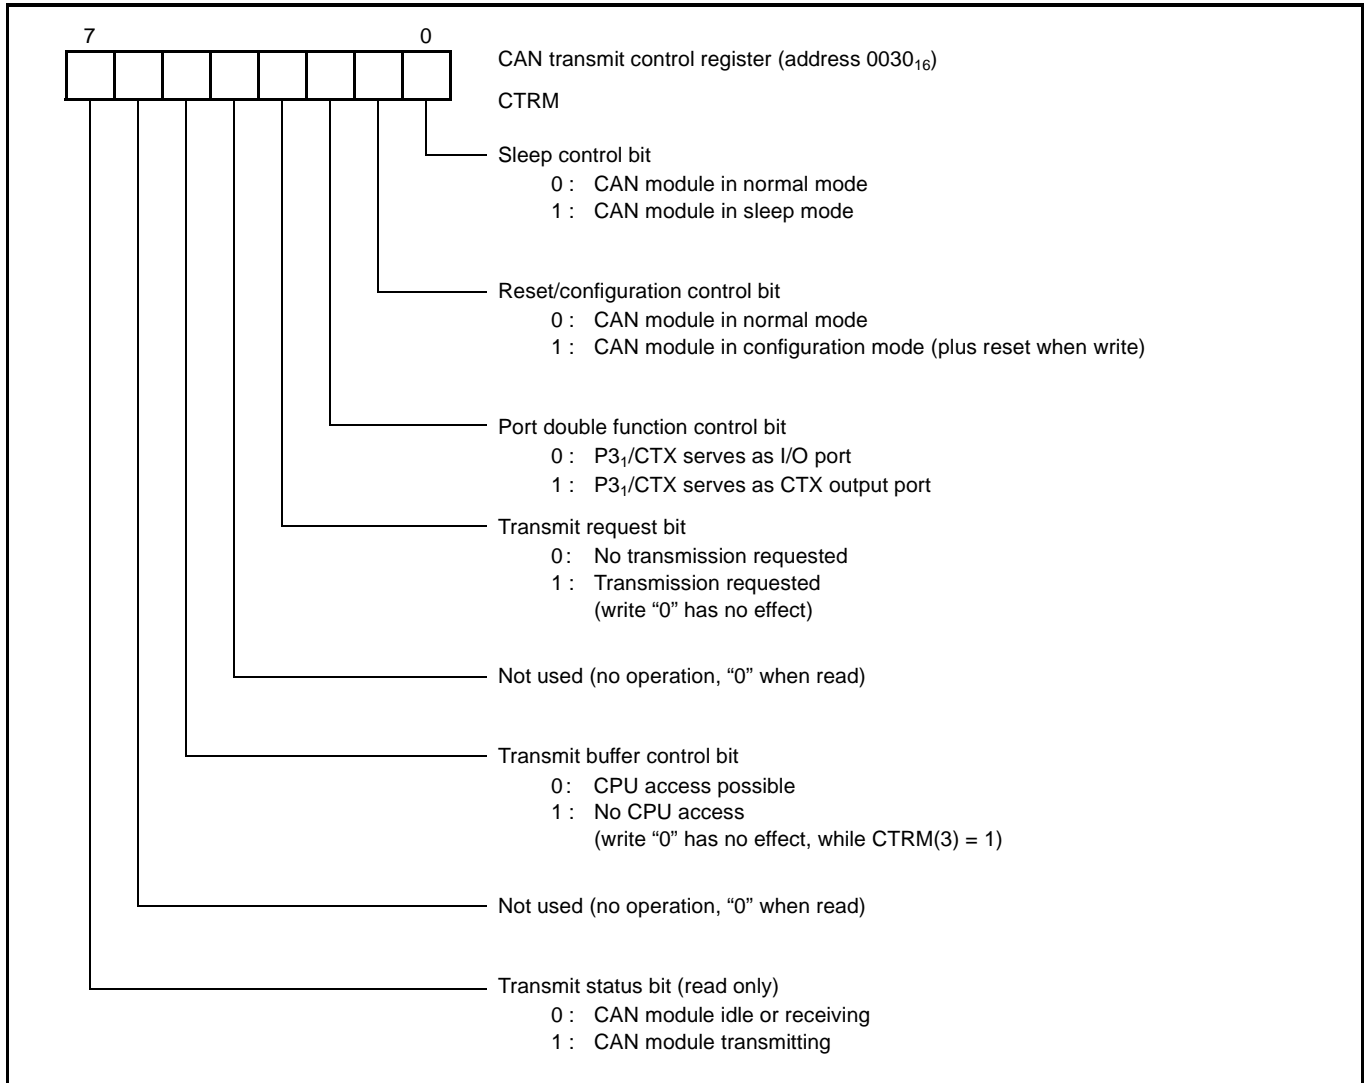 7 0
CAN transmit control register (address 0030₁₆)
CTRM
Sleep control bit
0 : CAN module in normal mode
1 : CAN module in sleep mode
Reset/configuration control bit
0 : CAN module in normal mode
1 : CAN module in configuration mode (plus reset when write)
Port double function control bit
0 : P3₁/CTX serves as I/O port
1 : P3₁/CTX serves as CTX output port
Transmit request bit
0 : No transmission requested
1 : Transmission requested
(write “0” has no effect)
Not used (no operation, “0” when read)
Transmit buffer control bit
0 : CPU access possible
1 : No CPU access
(write “0” has no effect, while CTRM(3) = 1)
Not used (no operation, “0” when read)
Transmit status bit (read only)
0 : CAN module idle or receiving
1 : CAN module transmitting